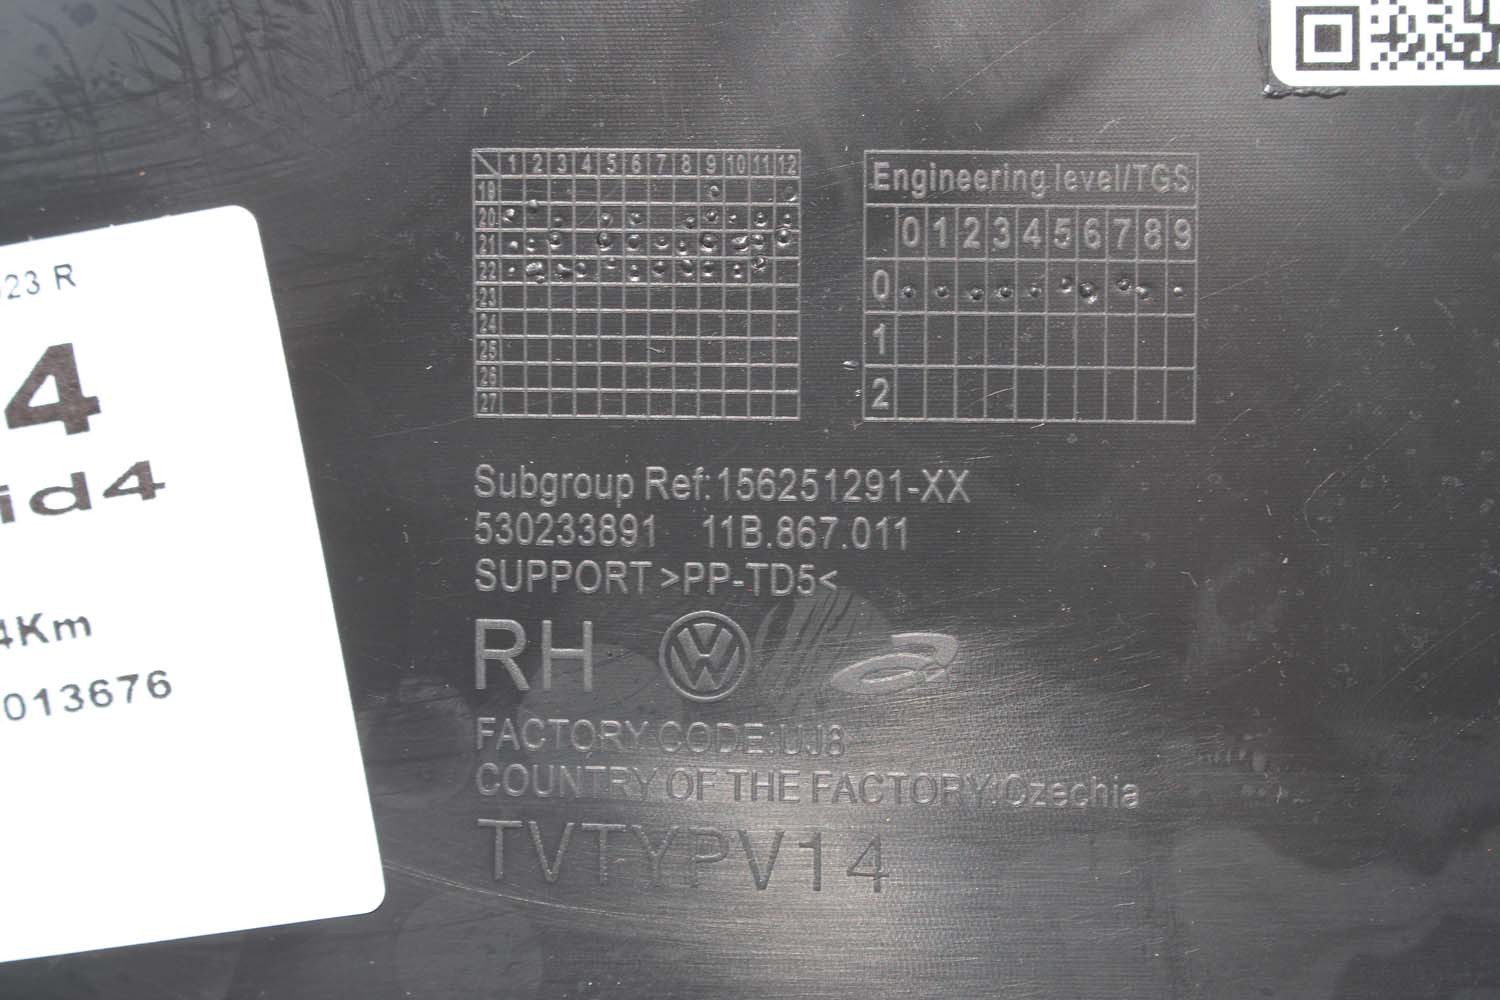 1 2 3 4 5 6 7 8 9 10 11 12
19
20
21
22
23
24
25
26
27
Engineering level/TGS
0 1 2 3 4 5 6 7 8 9
0
1
2
23 R
4
id4
4Km
013676
Subgroup Ref:156251291-XX
530233891 11B.867.011
SUPPORT >PP-TD5<
RH
FACTORY CODE:UJ8
COUNTRY OF THE FACTORY:Czechia
TVTYPV14